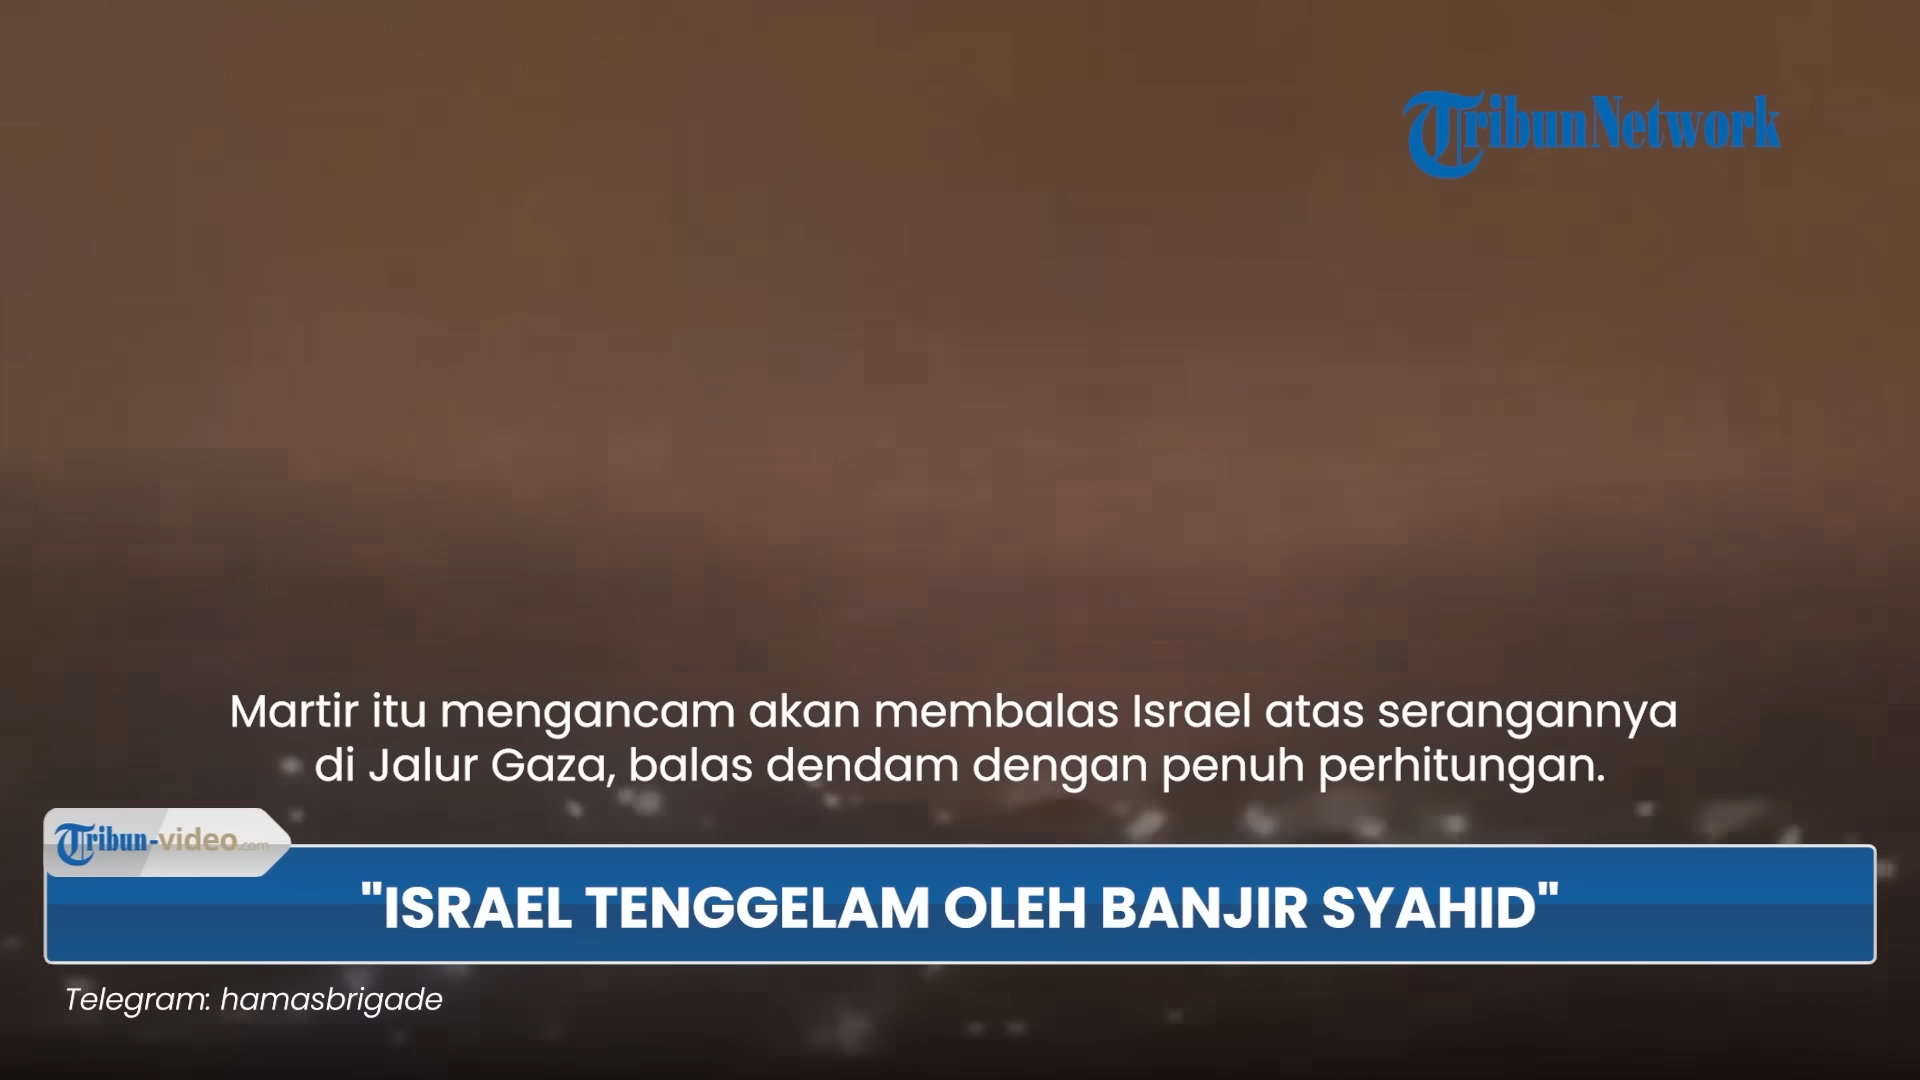 TribunNetwork
Martir itu mengancam akan membalas Israel atas serangannya
di Jalur Gaza, balas dendam dengan penuh perhitungan.
Tribun-video.com
"ISRAEL TENGGELAM OLEH BANJIR SYAHID"
Telegram: hamasbrigade